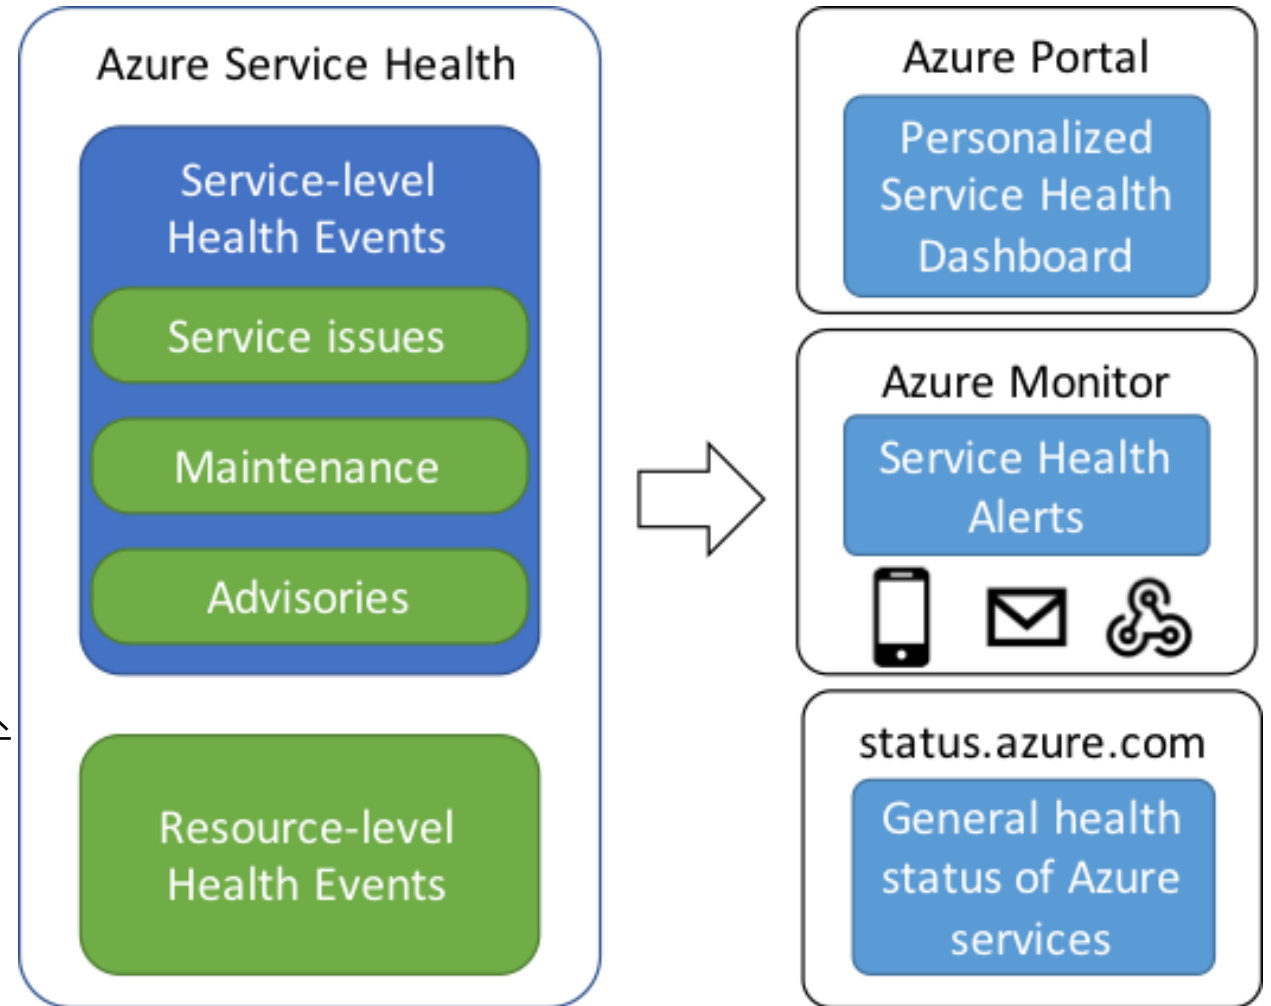 Azure Service Health
Service-level
Health Events
Service issues
Maintenance
Advisories
Resource-level
Health Events
Azure Portal
Personalized
Service Health
Dashboard
Azure Monitor
Service Health
Alerts
status.azure.com
General health
status of Azure
services